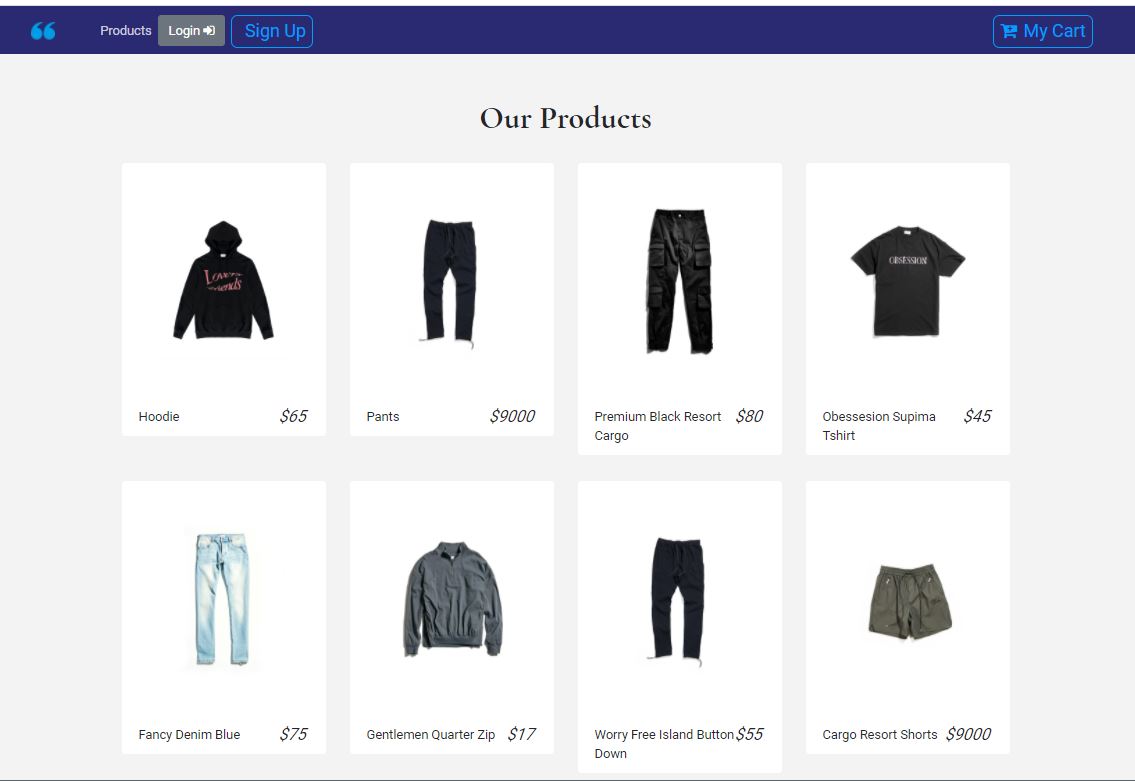 Products Login Sign Up My Cart
Our Products
OBSESSION
Hoodie $65
Pants $9000
Premium Black Resort $80
Cargo
Obessesion Supima $45
Tshirt
Fancy Denim Blue $75
Gentlemen Quarter Zip $17
Worry Free Island Button $55
Down
Cargo Resort Shorts $9000